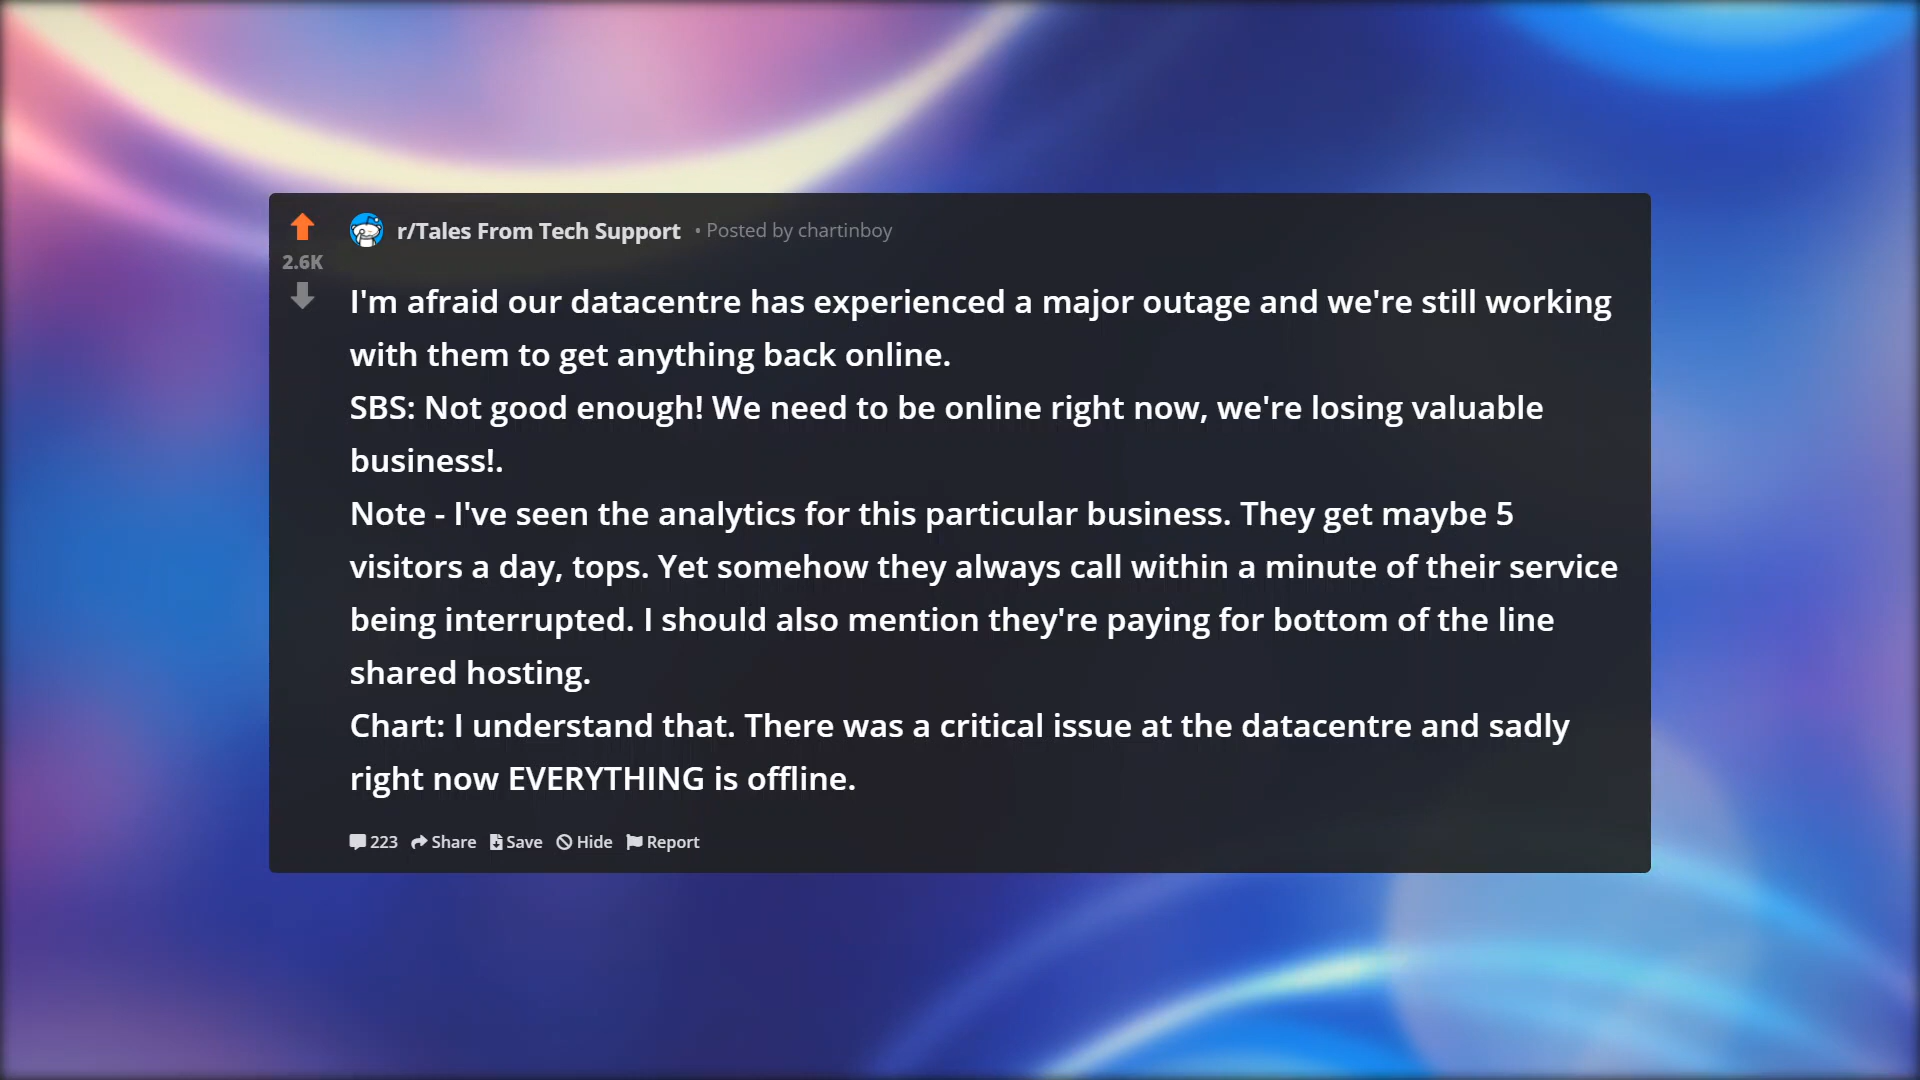 r/Tales From Tech Support • Posted by chartinboy
2.6K
I'm afraid our datacentre has experienced a major outage and we're still working
with them to get anything back online.
SBS: Not good enough! We need to be online right now, we're losing valuable
business!.
Note - I've seen the analytics for this particular business. They get maybe 5
visitors a day, tops. Yet somehow they always call within a minute of their service
being interrupted. I should also mention they're paying for bottom of the line
shared hosting.
Chart: I understand that. There was a critical issue at the datacentre and sadly
right now EVERYTHING is offline.
223 Share Save Hide Report